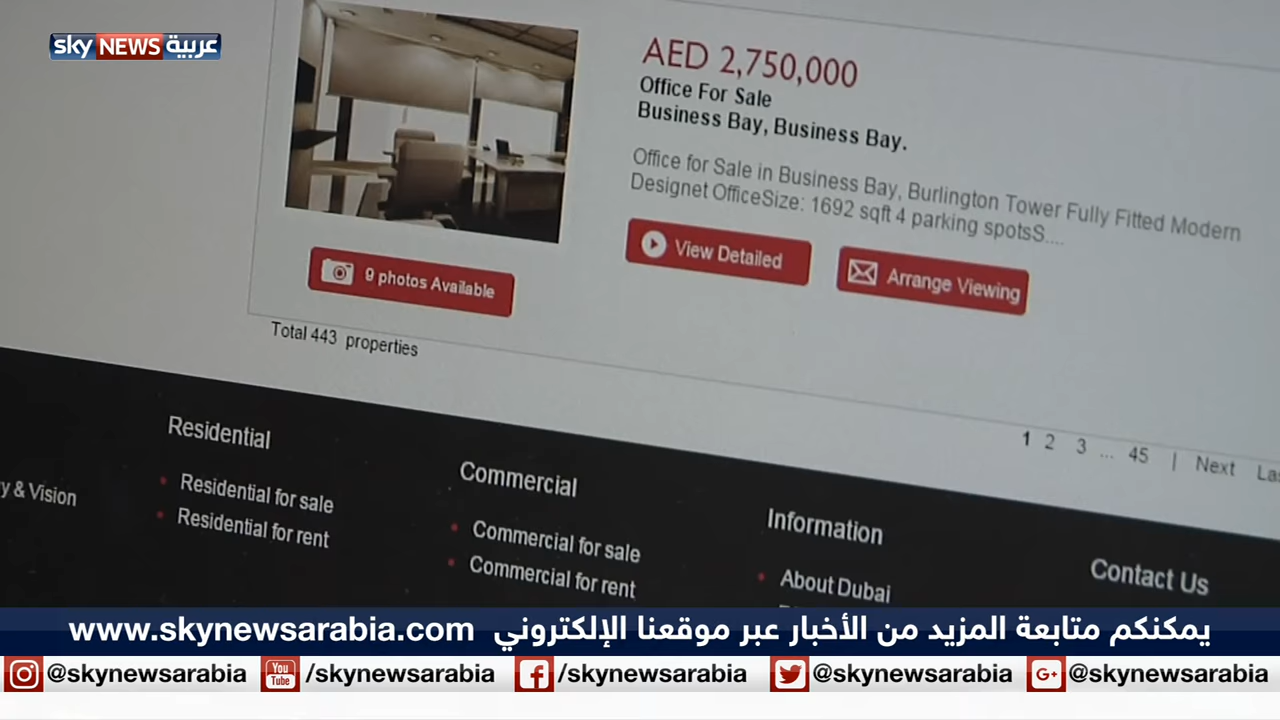 sky NEWS عربية
AED 2,750,000
Office For Sale
Business Bay, Business Bay.
Office for Sale in Business Bay, Burlington Tower Fully Fitted Modern
Designet OfficeSize: 1692 sqft 4 parking spotsS....
View Detailed
Arrange Viewing
9 photos Available
Total 443 properties
1 2 3 ... 45 | Next
y & Vision
Residential
Residential for sale
Residential for rent
Commercial
Commercial for sale
Commercial for rent
Information
About Dubai
Contact Us
يمكنكم متابعة المزيد من الأخبار عبر موقعنا الإلكتروني www.skynewsarabia.com
@skynewsarabia You Tube /skynewsarabia /skynewsarabia @skynewsarabia G+ @skynewsarabia